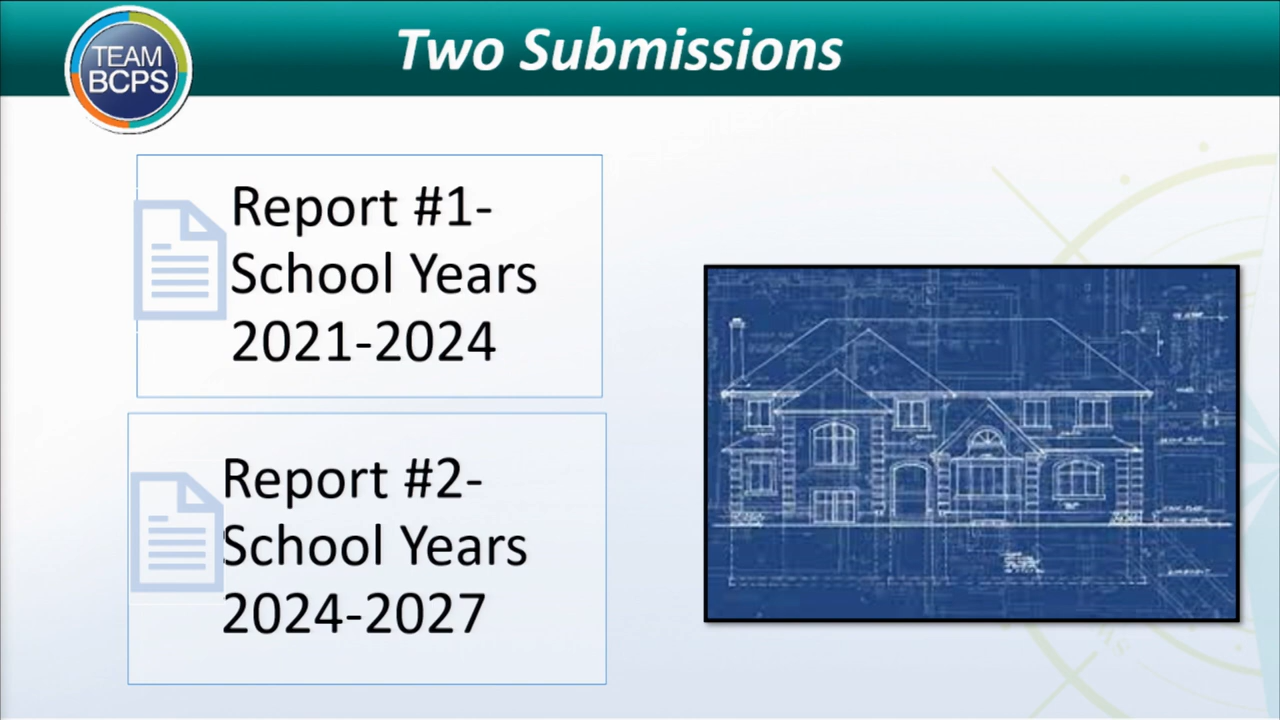 TEAM
BCPS
Two Submissions
Report #1-
School Years
2021-2024
Report #2-
School Years
2024-2027